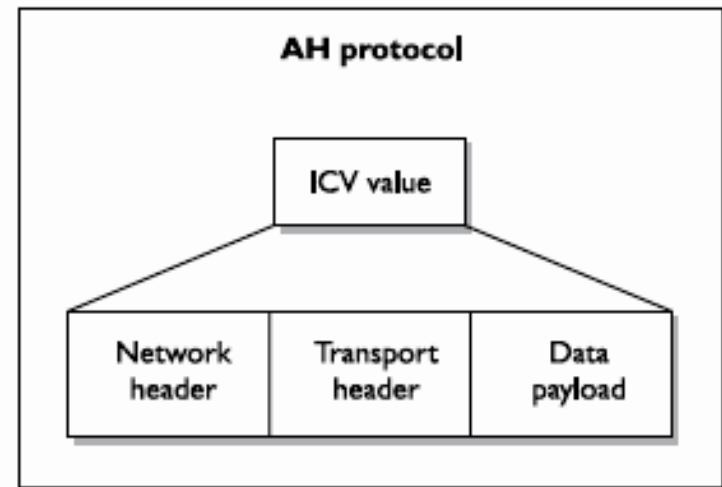 AH protocol
ICV value
Network
header
Transport
header
Data
payload